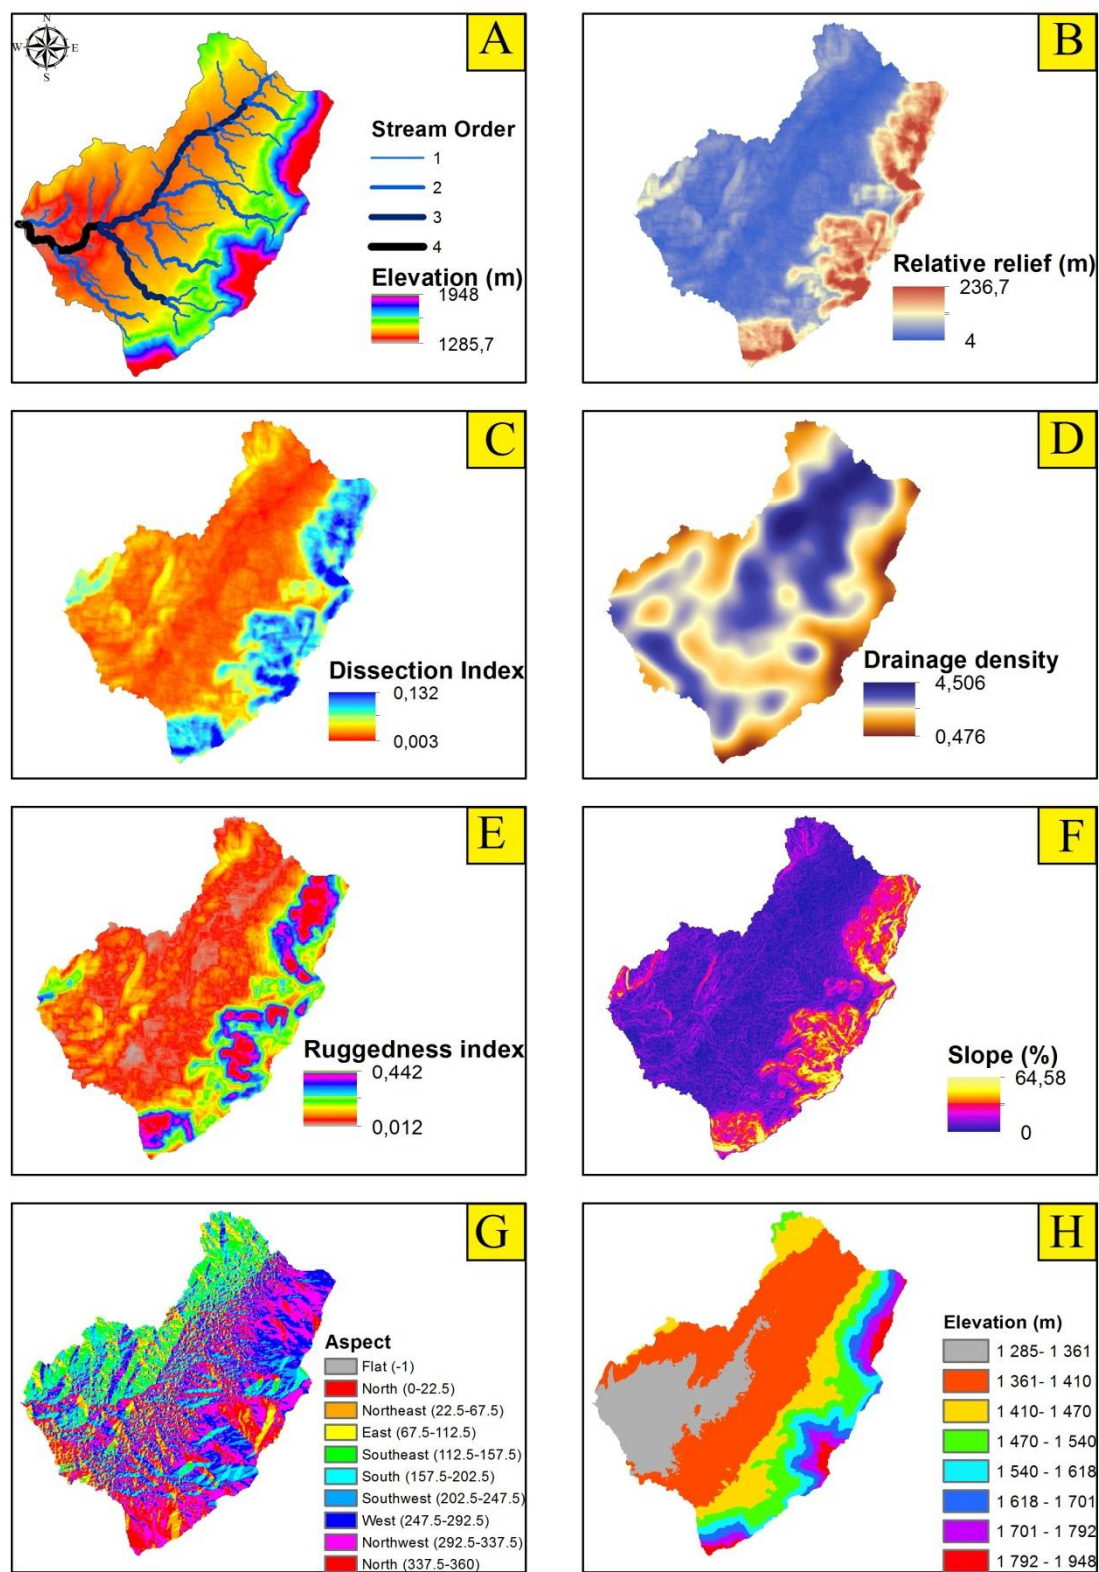 N
W E
S
A
Stream Order
1
2
3
4
Elevation (m)
1948
1285,7
B
Relative relief (m)
236,7
4
C
Dissection Index
0,132
0,003
D
Drainage density
4,506
0,476
E
Ruggedness index
0,442
0,012
F
Slope (%)
64,58
0
G
Aspect
Flat (-1)
North (0-22.5)
Northeast (22.5-67.5)
East (67.5-112.5)
Southeast (112.5-157.5)
South (157.5-202.5)
Southwest (202.5-247.5)
West (247.5-292.5)
Northwest (292.5-337.5)
North (337.5-360)
H
Elevation (m)
1 285- 1 361
1 361- 1 410
1 410- 1 470
1 470 - 1 540
1 540 - 1 618
1 618 - 1 701
1 701 - 1 792
1 792 - 1 948